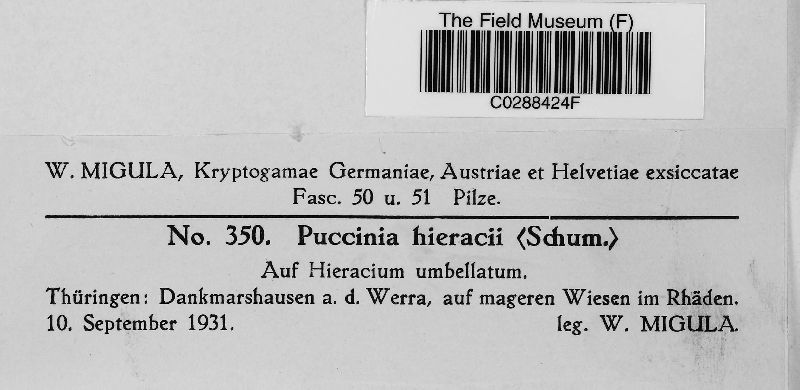 The Field Museum (F)
C0288424F
W. MIGULA, Kryptogamae Germaniae, Austriae et Helvetiae exsiccatae
Fasc. 50 u. 51 Pilze.
No. 350. Puccinia hieracii ⟨Schum.⟩
Auf Hieracium umbellatum.
Thüringen: Dankmarshausen a. d. Werra, auf mageren Wiesen im Rhäden.
10. September 1931. leg. W. MIGULA.